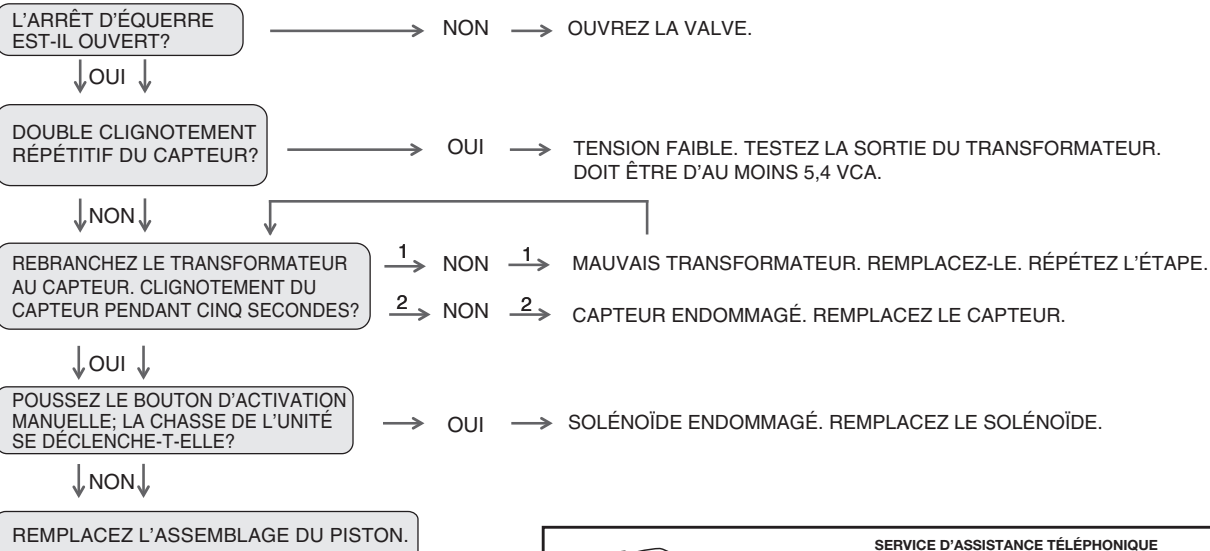 L'ARRÊT D'ÉQUERRE
EST-IL OUVERT?
NON
OUVREZ LA VALVE.
OUI
DOUBLE CLIGNOTEMENT
RÉPÉTITIF DU CAPTEUR?
OUI
TENSION FAIBLE. TESTEZ LA SORTIE DU TRANSFORMATEUR.
DOIT ÊTRE D'AU MOINS 5,4 VCA.
NON
REBRANCHEZ LE TRANSFORMATEUR
AU CAPTEUR. CLIGNOTEMENT DU
CAPTEUR PENDANT CINQ SECONDES?
1 NON 1
MAUVAIS TRANSFORMATEUR. REMPLACEZ-LE. RÉPÉTEZ L'ÉTAPE.
2 NON 2
CAPTEUR ENDOMMAGÉ. REMPLACEZ LE CAPTEUR.
OUI
POUSSEZ LE BOUTON D'ACTIVATION
MANUELLE; LA CHASSE DE L'UNITÉ
SE DÉCLENCHE-T-ELLE?
OUI
SOLÉNOÏDE ENDOMMAGÉ. REMPLACEZ LE SOLÉNOÏDE.
NON
REMPLACEZ L'ASSEMBLAGE DU PISTON.
SERVICE D'ASSISTANCE TÉLÉPHONIQUE